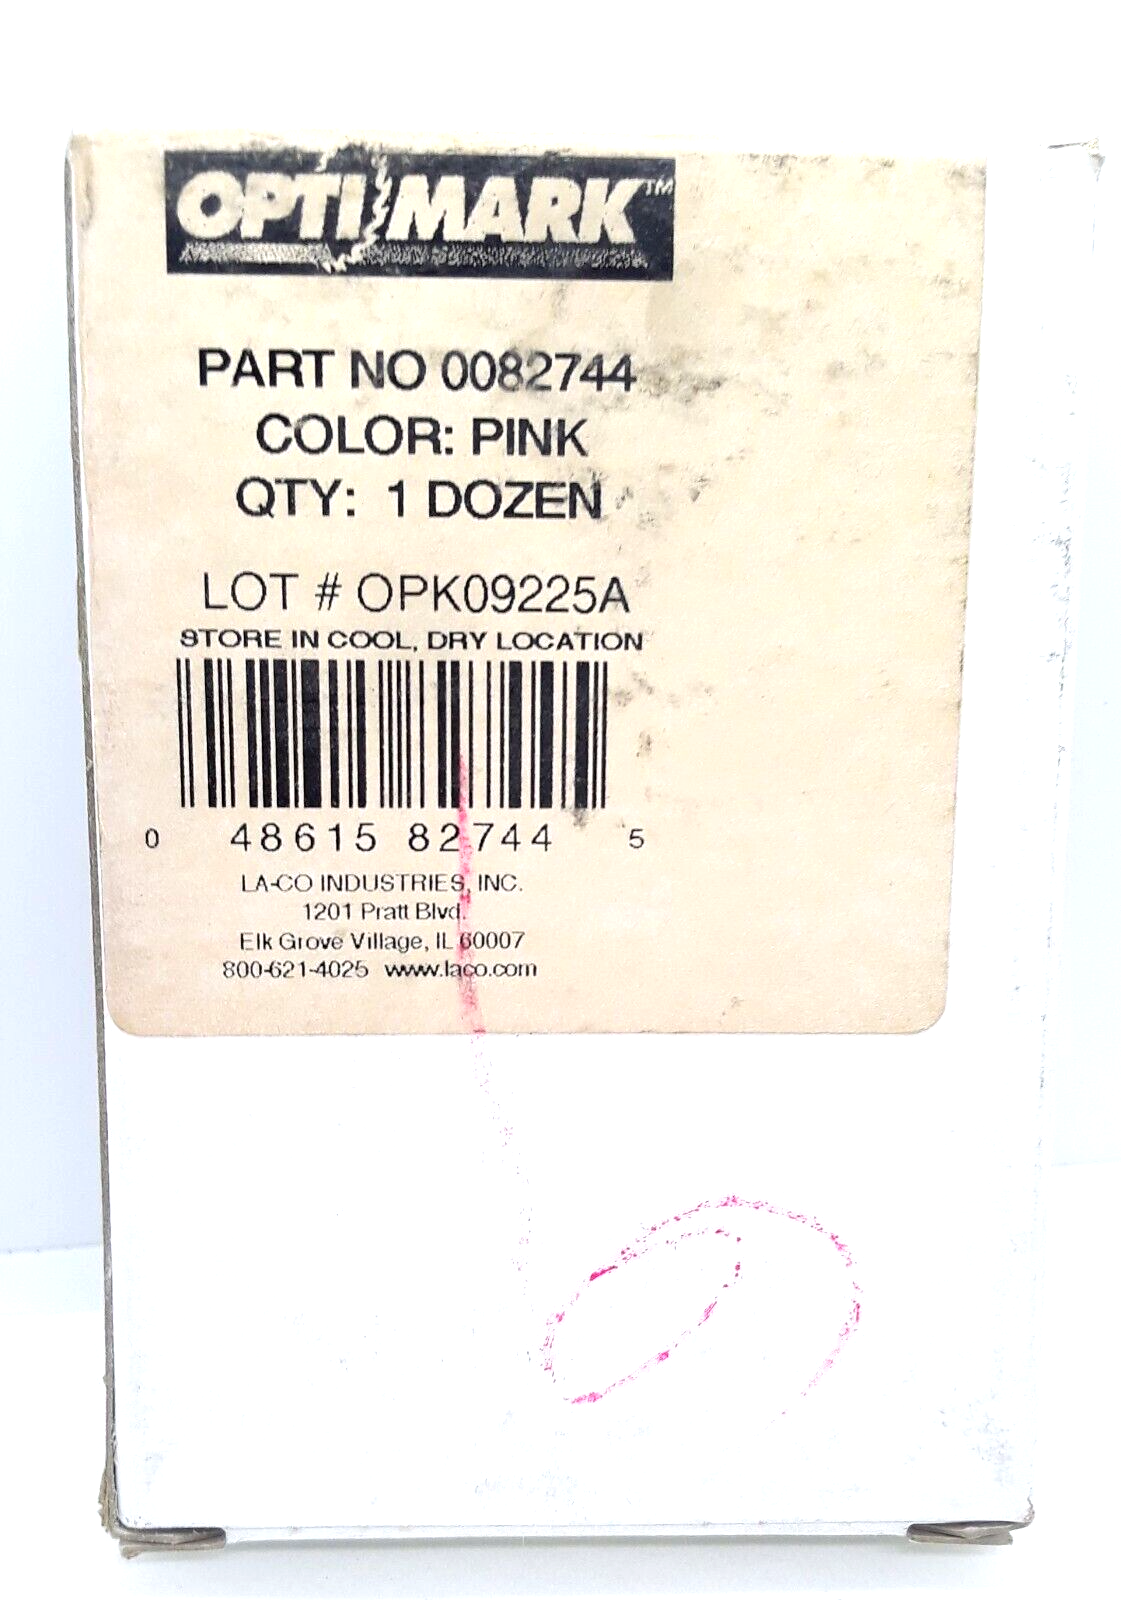 OPTI MARK™
PART NO 0082744
COLOR: PINK
QTY: 1 DOZEN
LOT # OPK09225A
STORE IN COOL, DRY LOCATION
0 48615 82744 5
LA-CO INDUSTRIES, INC.
1201 Pratt Blvd.
Elk Grove Village, IL 60007
800-621-4025 www.laco.com